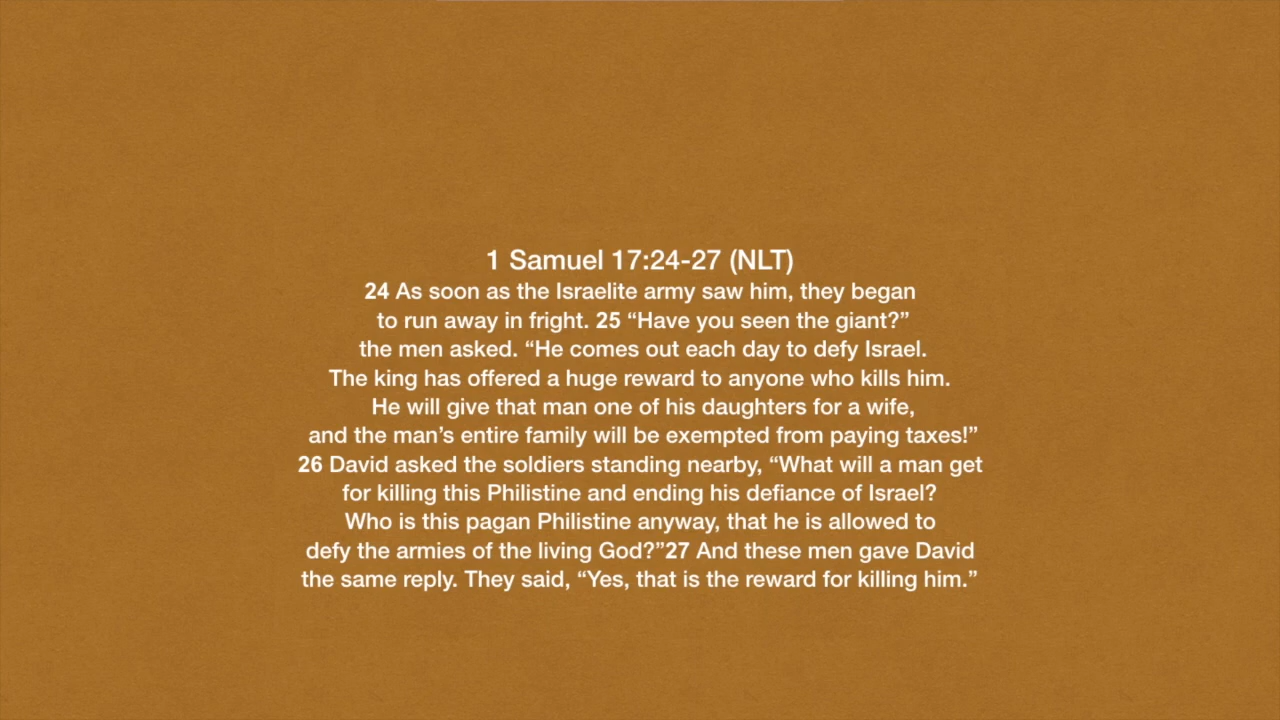 1 Samuel 17:24-27 (NLT)
24 As soon as the Israelite army saw him, they began
to run away in fright. 25 “Have you seen the giant?”
the men asked. “He comes out each day to defy Israel.
The king has offered a huge reward to anyone who kills him.
He will give that man one of his daughters for a wife,
and the man’s entire family will be exempted from paying taxes!”
26 David asked the soldiers standing nearby, “What will a man get
for killing this Philistine and ending his defiance of Israel?
Who is this pagan Philistine anyway, that he is allowed to
defy the armies of the living God?”27 And these men gave David
the same reply. They said, “Yes, that is the reward for killing him.”